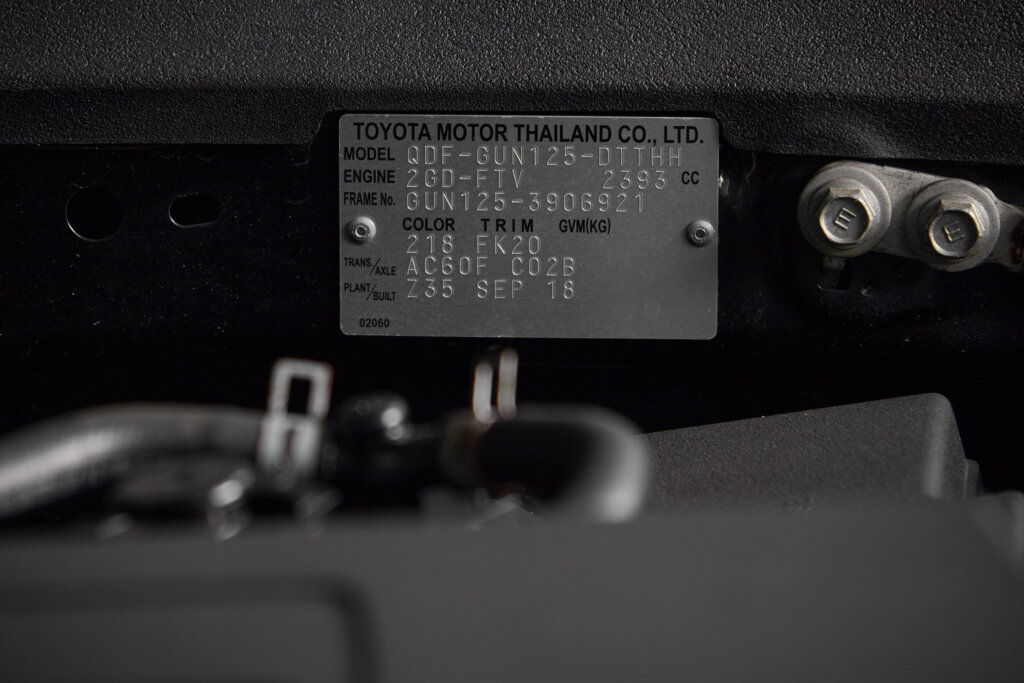 TOYOTA MOTOR THAILAND CO., LTD.
MODEL QDF-GUN125-DTTHH
ENGINE 2GD-FTV 2393 CC
FRAME No. GUN125-3906921
COLOR TRIM GVM(KG)
218 FK20
TRANS./AXLE AC60F C02B
PLANT/BUILT Z35 SEP 18
02060
E E